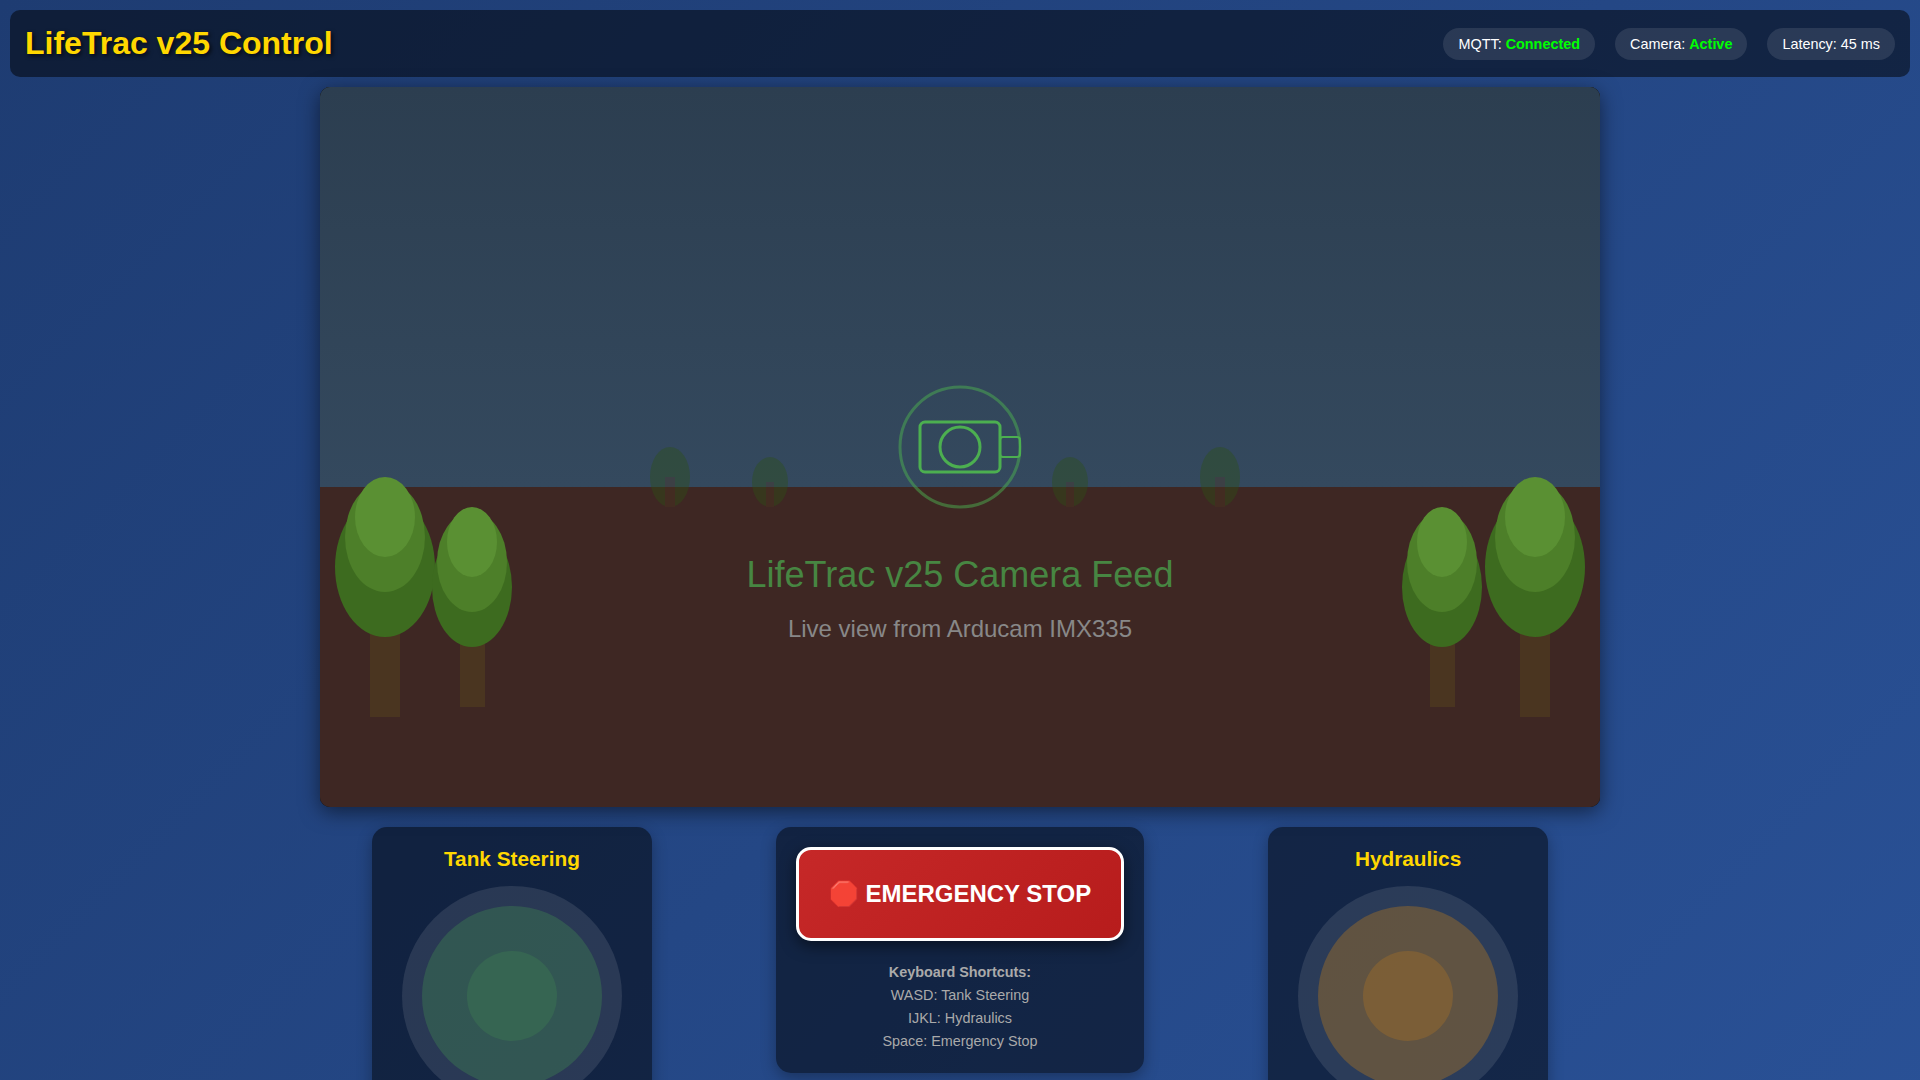 LifeTrac v25 Control
MQTT: Connected
Camera: Active
Latency: 45 ms
LifeTrac v25 Camera Feed
Live view from Arducam IMX335
Tank Steering
🛑 EMERGENCY STOP
Keyboard Shortcuts:
WASD: Tank Steering
IJKL: Hydraulics
Space: Emergency Stop
Hydraulics